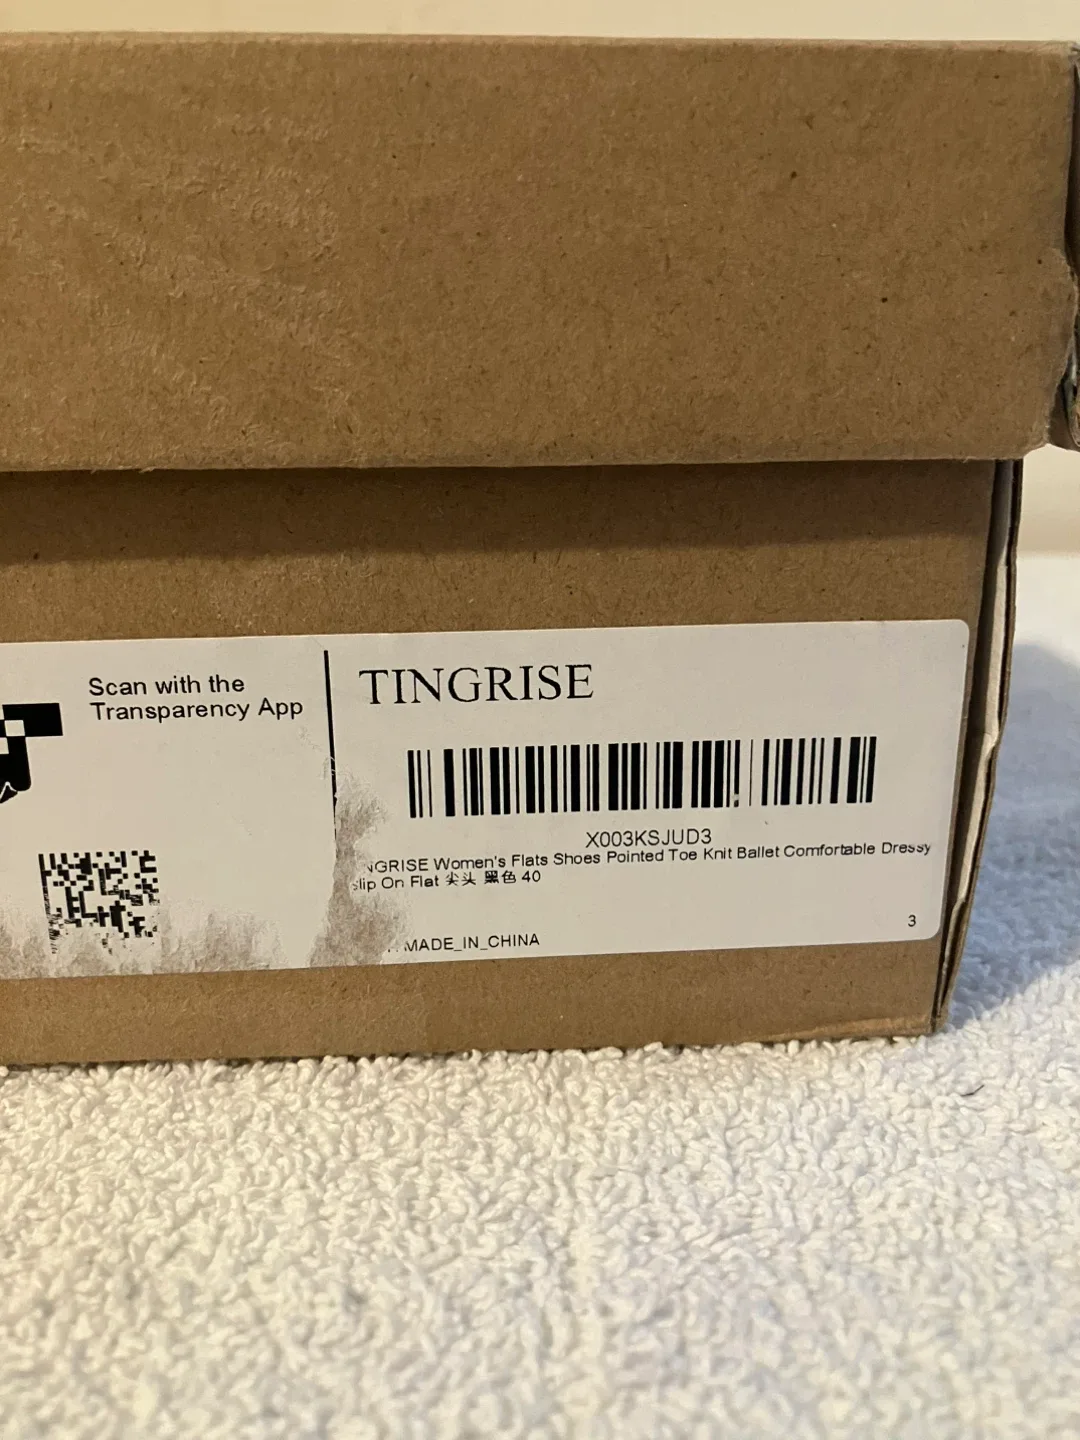 Scan with the
Transparency App
TINGRISE
X003KSJUD3
NGRISE Women's Flats Shoes Pointed Toe Knit Ballet Comfortable Dressy
slip On Flat 尖头 黑色 40
MADE_IN_CHINA
3